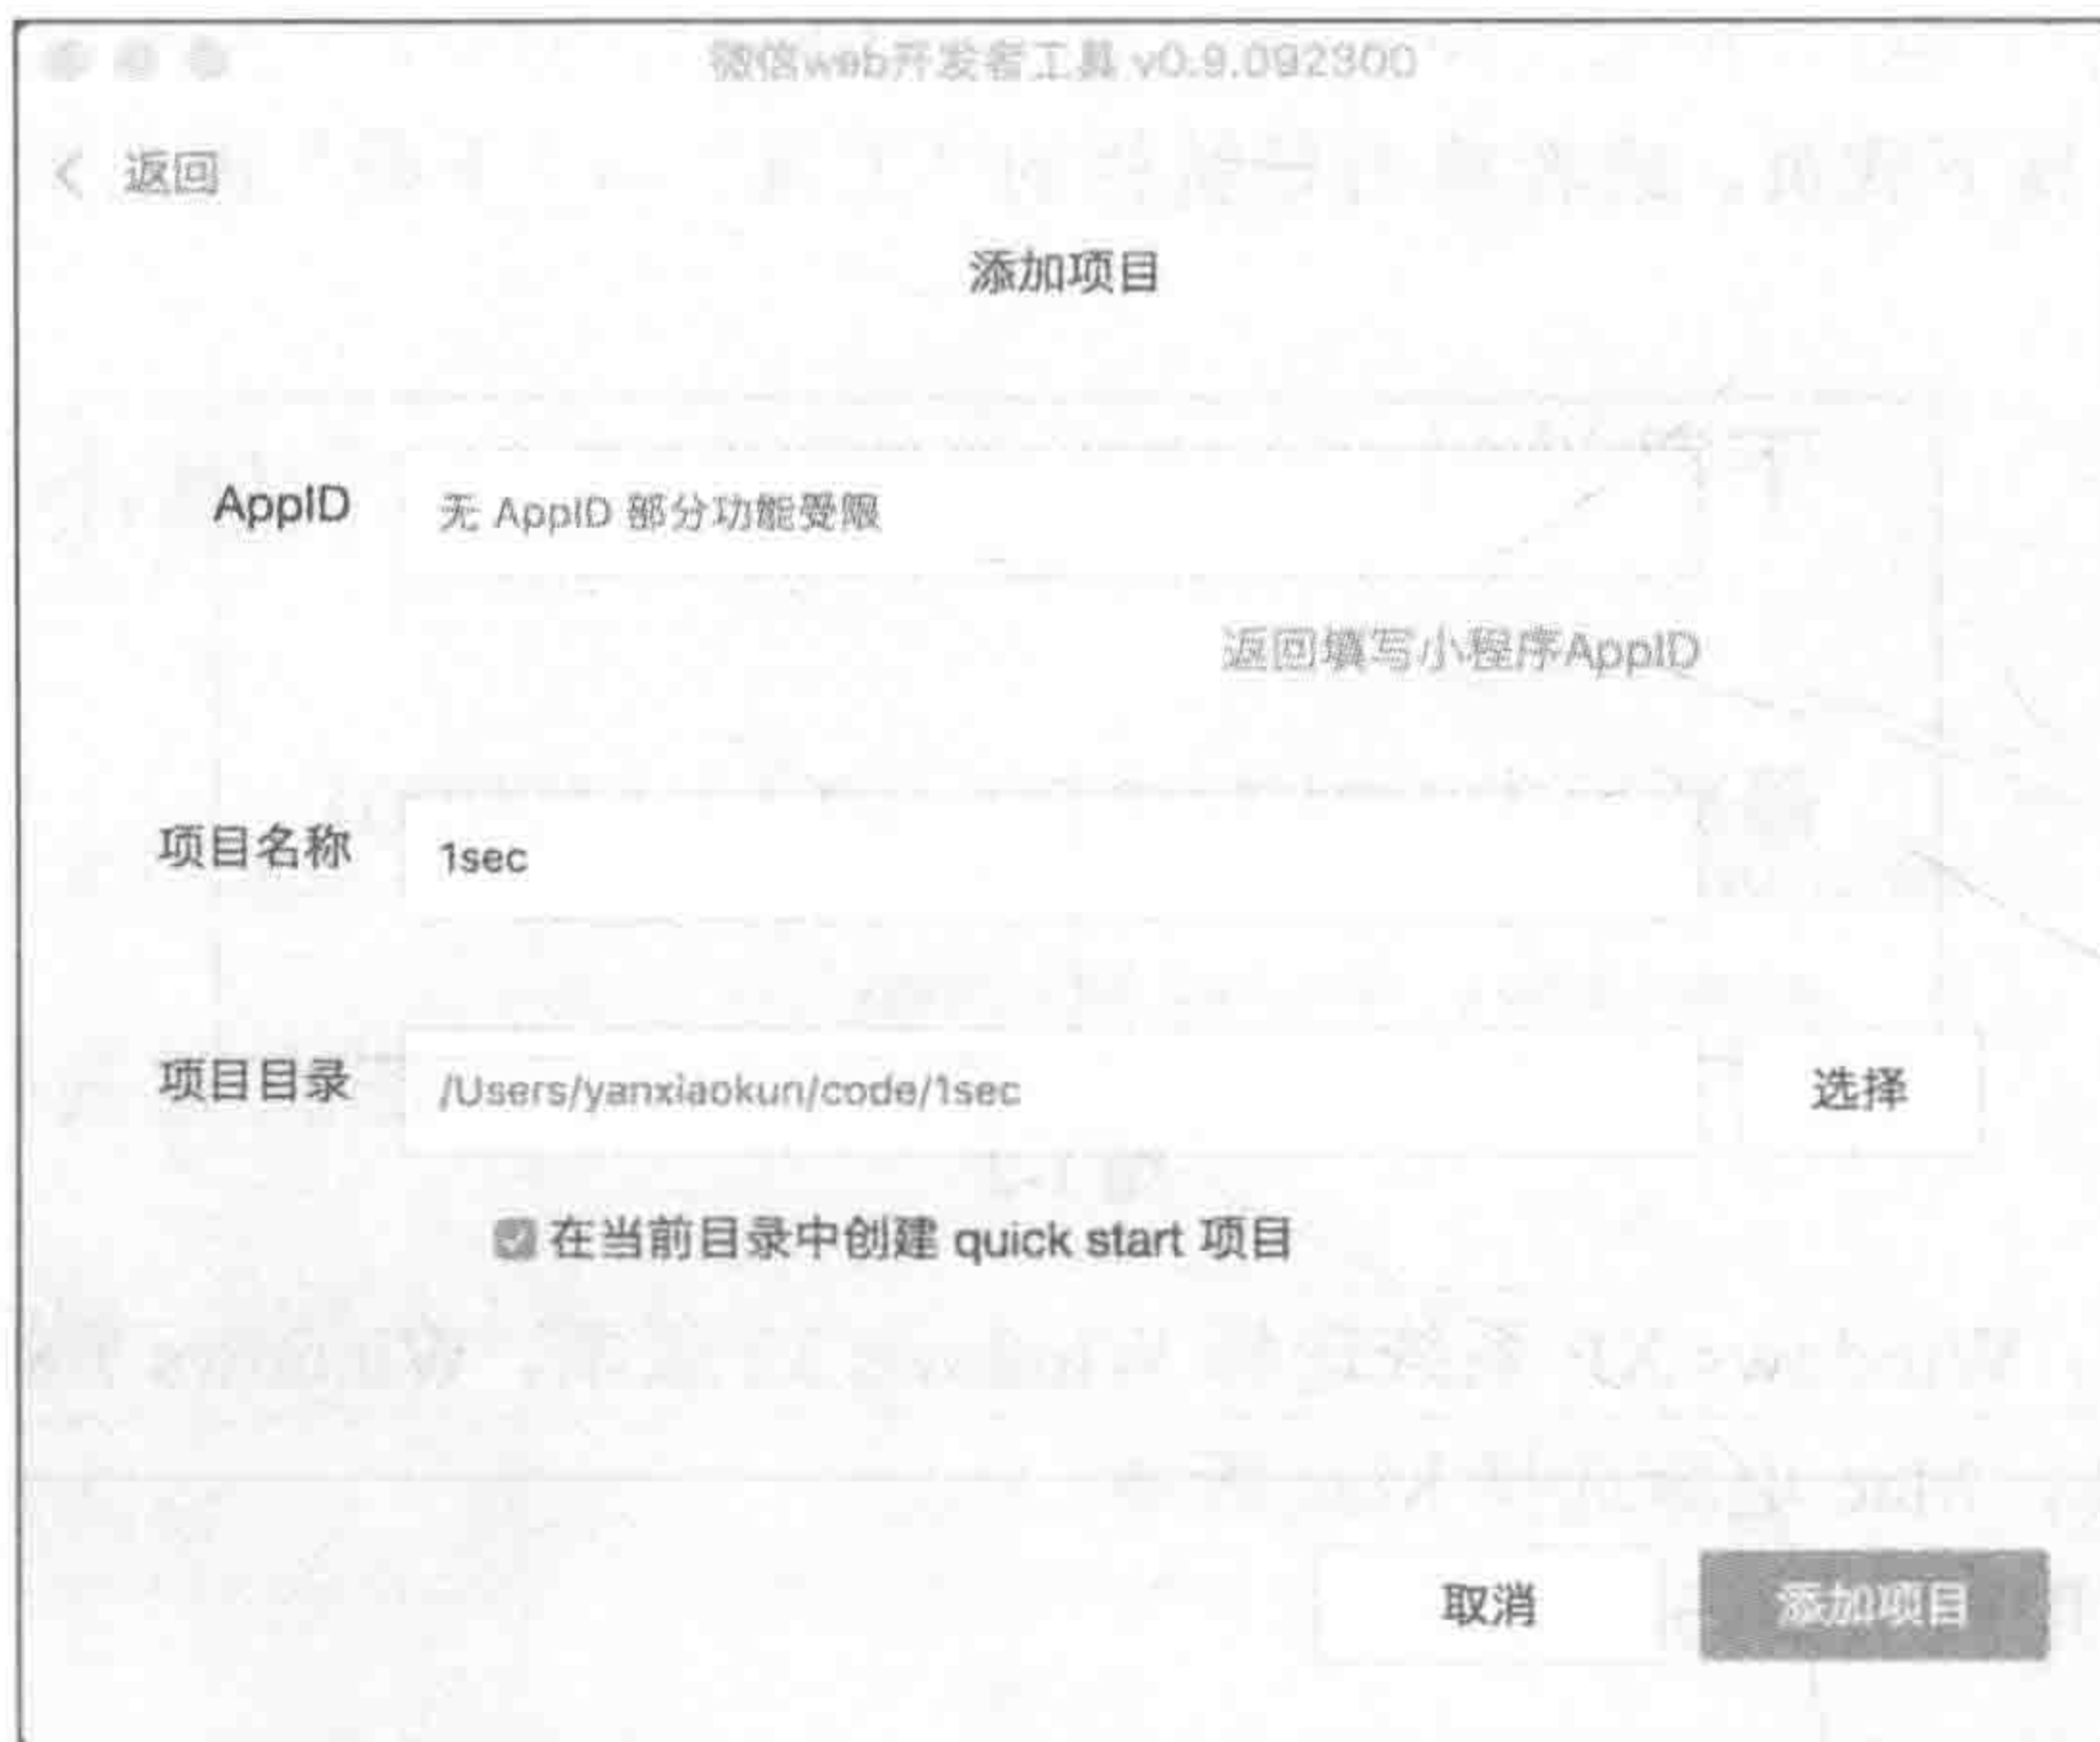 微信web开发者工具 v0.9.092300
返回
添加项目
AppID 无 AppID 部分功能受限
返回填写小程序AppID
项目名称 1sec
项目目录 /Users/yanxiaokun/code/1sec 选择
在当前目录中创建 quick start 项目
取消 添加项目